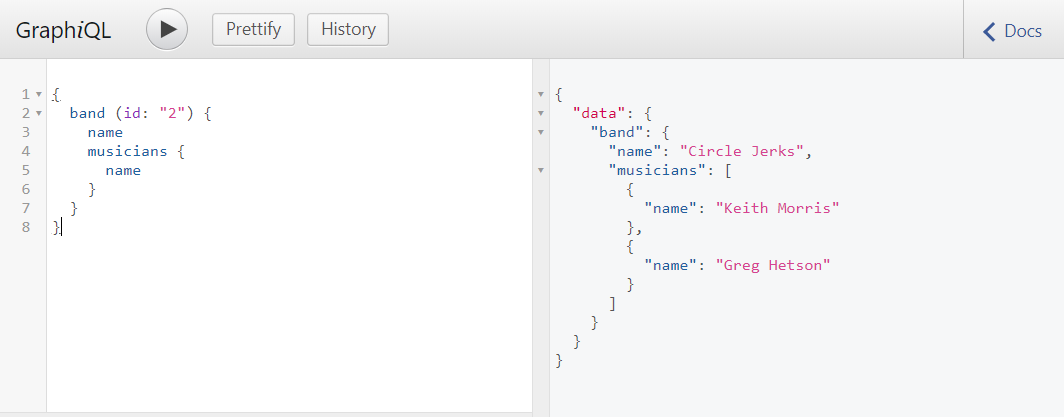 GraphiQL Prettify History Docs
1 {
2 band (id: "2") {
3 name
4 musicians {
5 name
6 }
7 }
8 }
{
"data": {
"band": {
"name": "Circle Jerks",
"musicians": [
{
"name": "Keith Morris"
},
{
"name": "Greg Hetson"
}
]
}
}
}